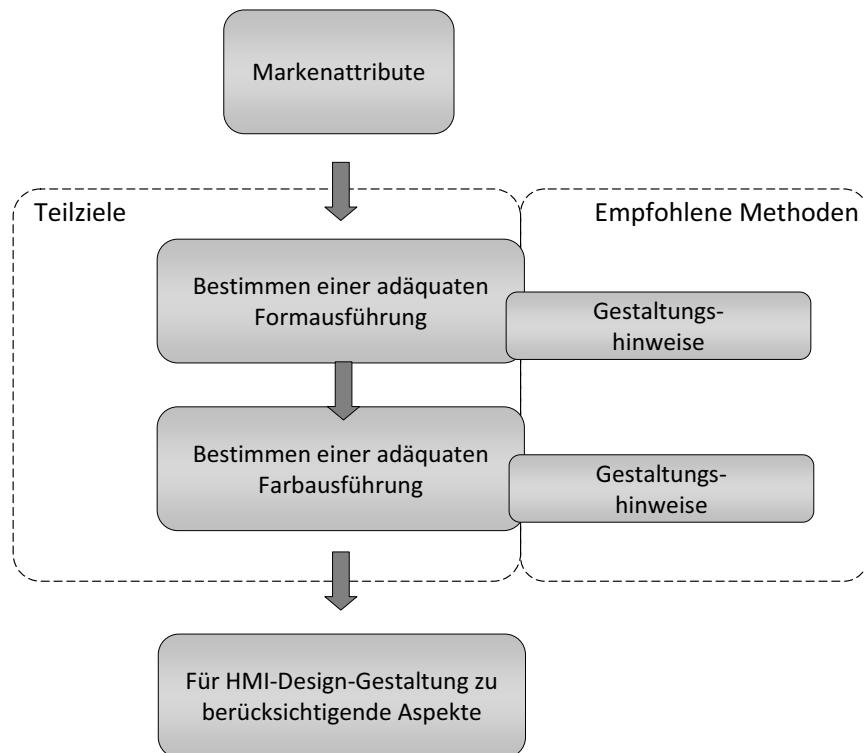 Markenattribute
Teilziele
Empfohlene Methoden
Bestimmen einer adäquaten
Formausführung
Gestaltungs-
hinweise
Bestimmen einer adäquaten
Farbausführung
Gestaltungs-
hinweise
Für HMI-Design-Gestaltung zu
berücksichtigende Aspekte